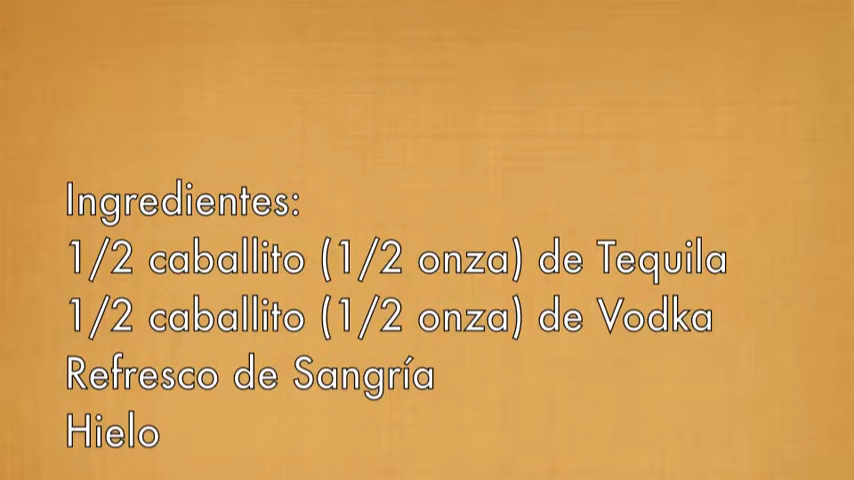 Ingredientes:
1/2 caballito (1/2 onza) de Tequila
1/2 caballito (1/2 onza) de Vodka
Refresco de Sangría
Hielo